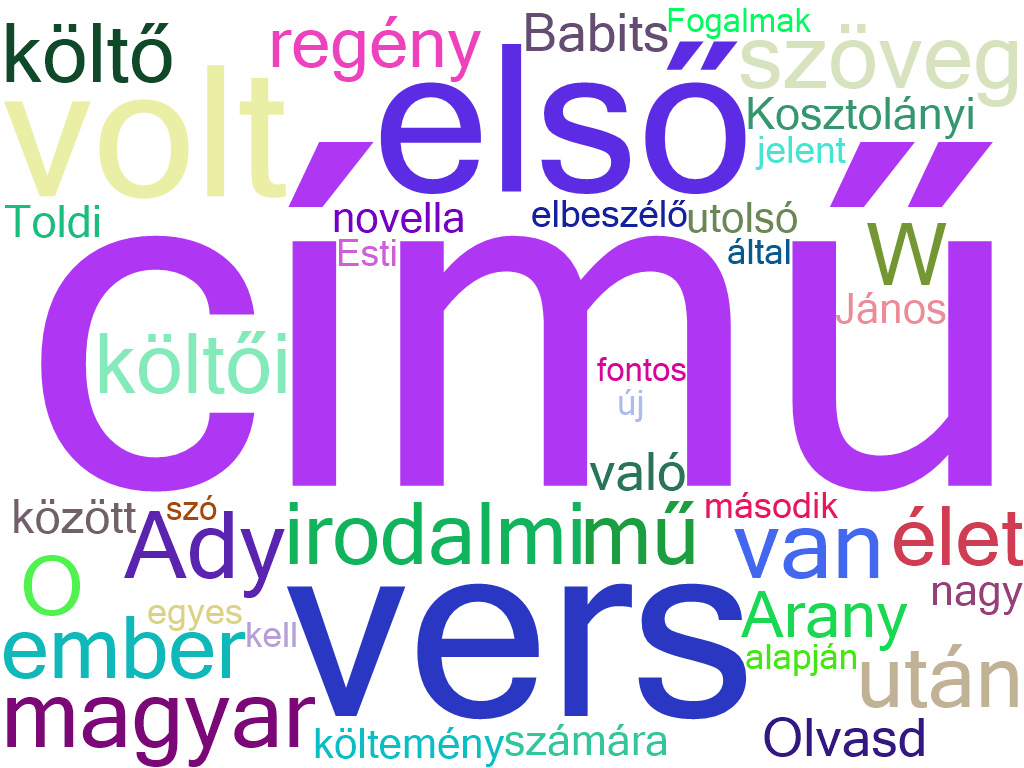 költő
regény
Babits
Fogalmak
szöveg
volt
első
Kosztolányi
jelent
Toldi
novella
elbeszélő
utolsó
Esti
által
W
című
János
költői
fontos
új
való
között
szó
Ady
irodalmi
mű
második
van
élet
O
egyes
kell
vers
nagy
Arany
ember
alapján
után
magyar
költemény
számára
Olvasd